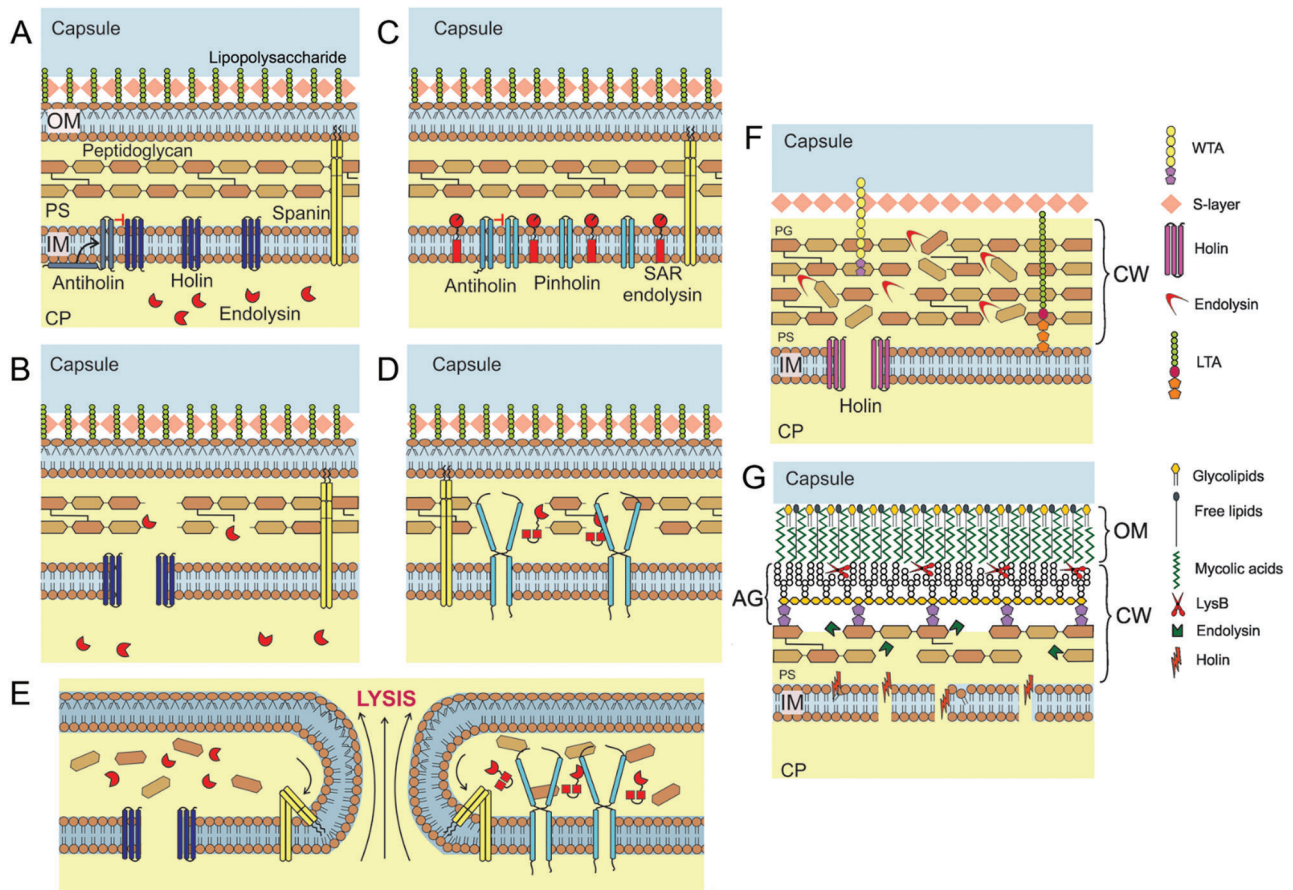 A
Capsule
Lipopolysaccharide
OM
Peptidoglycan
PS
Spanin
IM
Antiholin
Holin
Endolysin
CP
B
Capsule
C
Capsule
Antiholin
Pinholin
SAR
endolysin
D
Capsule
E
LYSIS
F
Capsule
PG
CW
PS
IM
Holin
CP
WTA
S-layer
Holin
Endolysin
LTA
G
Capsule
OM
AG
CW
PS
IM
CP
Glycolipids
Free lipids
Mycolic acids
LysB
Endolysin
Holin